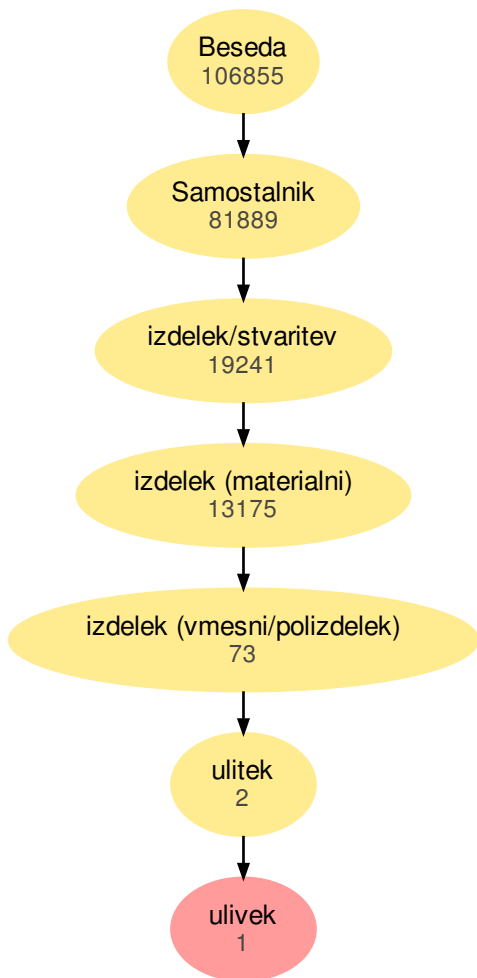 Beseda
106855
Samostalnik
81889
izdelek/stvaritev
19241
izdelek (materialni)
13175
izdelek (vmesni/polizdelek)
73
ulitek
2
ulivek
1